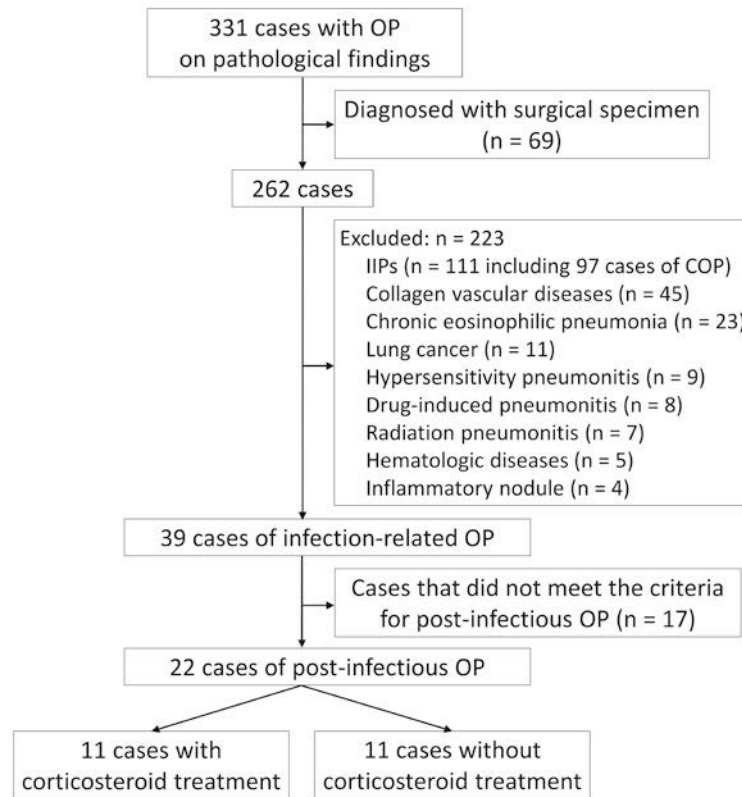 331 cases with OP
on pathological findings
Diagnosed with surgical specimen
(n = 69)
262 cases
Excluded: n = 223
IIPs (n = 111 including 97 cases of COP)
Collagen vascular diseases (n = 45)
Chronic eosinophilic pneumonia (n = 23)
Lung cancer (n = 11)
Hypersensitivity pneumonitis (n = 9)
Drug-induced pneumonitis (n = 8)
Radiation pneumonitis (n = 7)
Hematologic diseases (n = 5)
Inflammatory nodule (n = 4)
39 cases of infection-related OP
Cases that did not meet the criteria
for post-infectious OP (n = 17)
22 cases of post-infectious OP
11 cases with
corticosteroid treatment
11 cases without
corticosteroid treatment